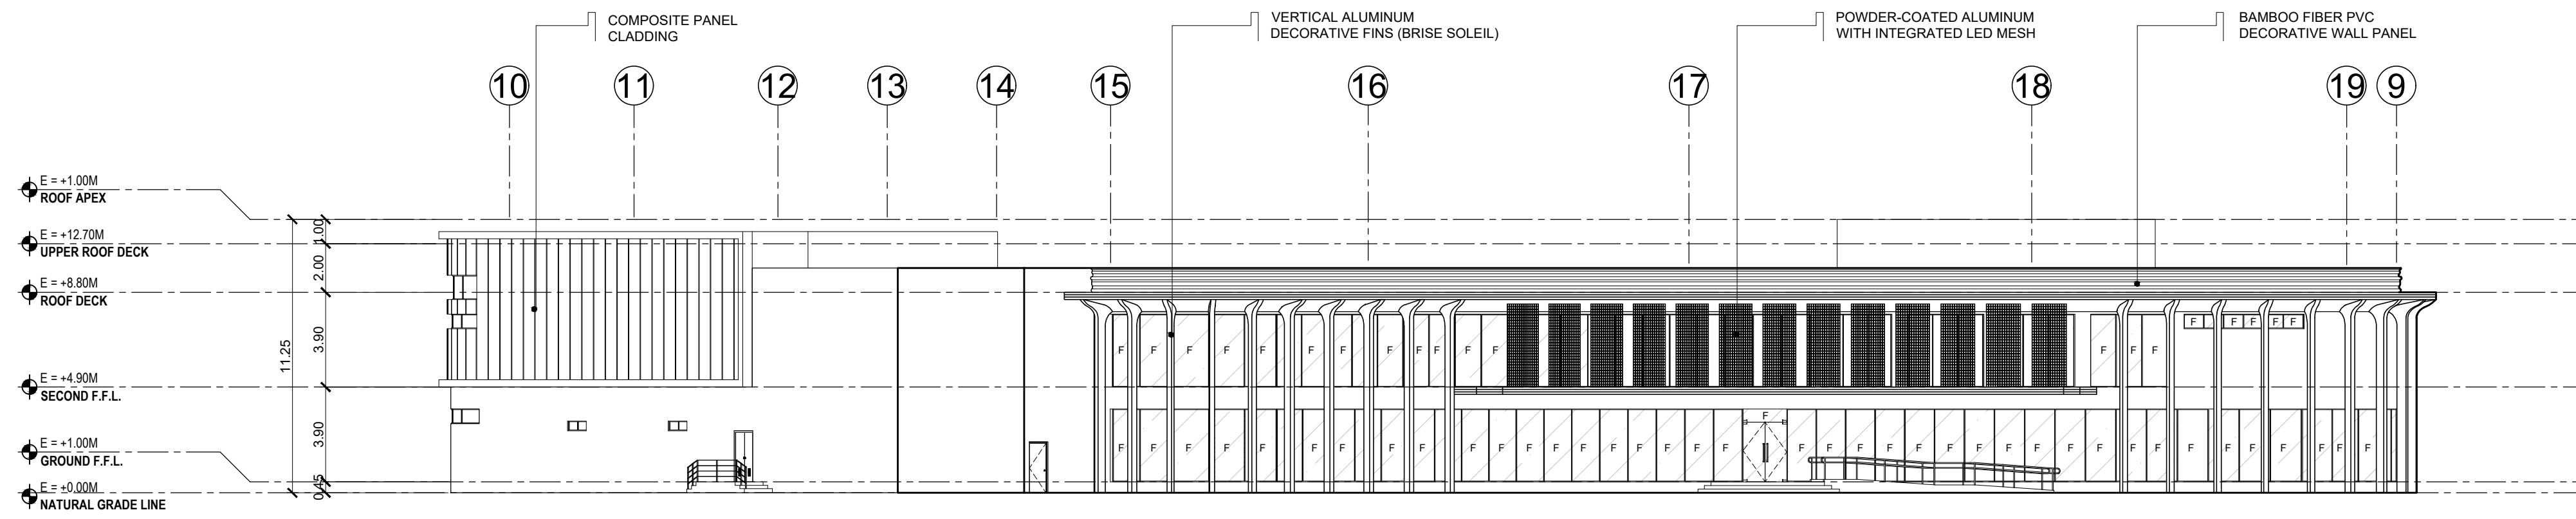 COMPOSITE PANEL
CLADDING
VERTICAL ALUMINUM
DECORATIVE FINS (BRISE SOLEIL)
POWDER-COATED ALUMINUM
WITH INTEGRATED LED MESH
BAMBOO FIBER PVC
DECORATIVE WALL PANEL
10 11 12 13 14 15 16 17 18 19 9
E = +1.00M
ROOF APEX
E = +12.70M
UPPER ROOF DECK
E = +8.80M
ROOF DECK
E = +4.90M
SECOND F.F.L.
E = +1.00M
GROUND F.F.L.
E = +0.00M
NATURAL GRADE LINE
11.25
1.00
2.00
3.90
3.90
0.45
F F F F F
F F F F F F F F F F F F F
F F F F F F F F F F F
F
F F F F F F F F F F F F F F F F F F F F F F F F F F F F F F F F F F F F F F F F